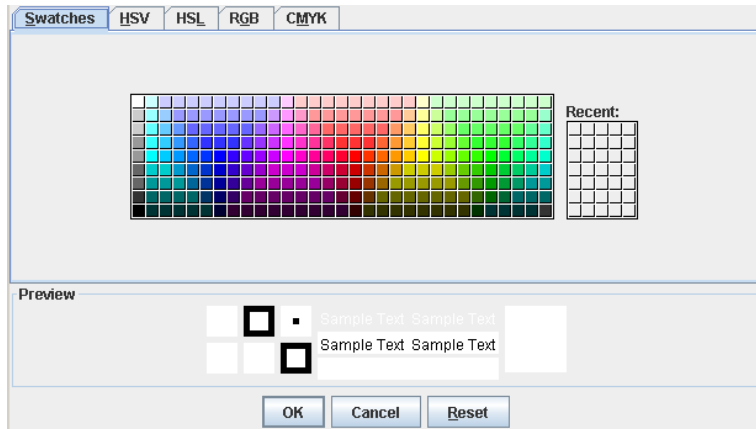 Swatches HSV HSL RGB CMYK
Recent:
Preview
Sample Text Sample Text
Sample Text Sample Text
OK Cancel Reset